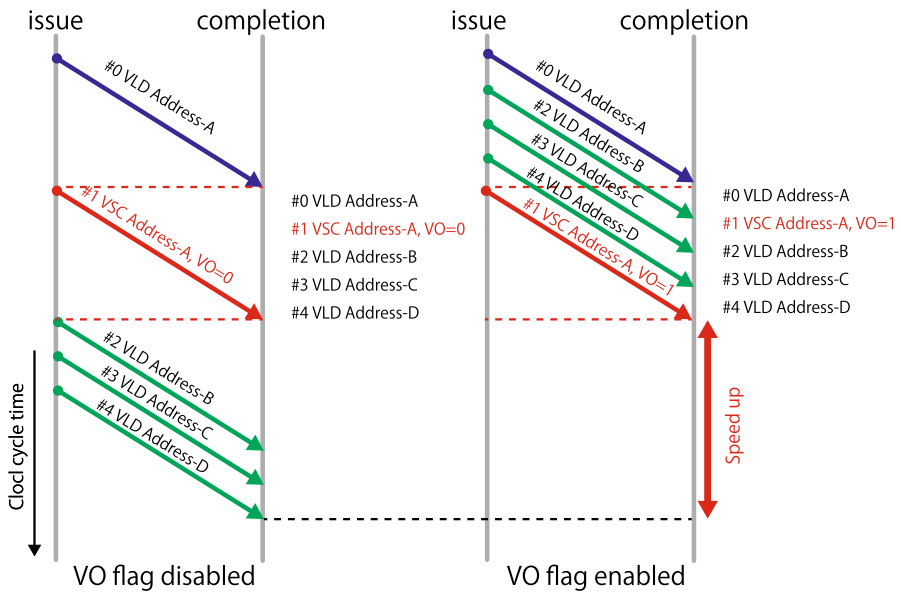 issue
completion
#0 VLD Address-A
#1 VSC Address-A, VO=0
#2 VLD Address-B
#3 VLD Address-C
#4 VLD Address-D
#0 VLD Address-A
#1 VSC Address-A, VO=0
#2 VLD Address-B
#3 VLD Address-C
#4 VLD Address-D
Clocl cycle time
VO flag disabled
issue
completion
#0 VLD Address-A
#2 VLD Address-B
#3 VLD Address-C
#4 VLD Address-D
#1 VSC Address-A, VO=1
#0 VLD Address-A
#1 VSC Address-A, VO=1
#2 VLD Address-B
#3 VLD Address-C
#4 VLD Address-D
Speed up
VO flag enabled